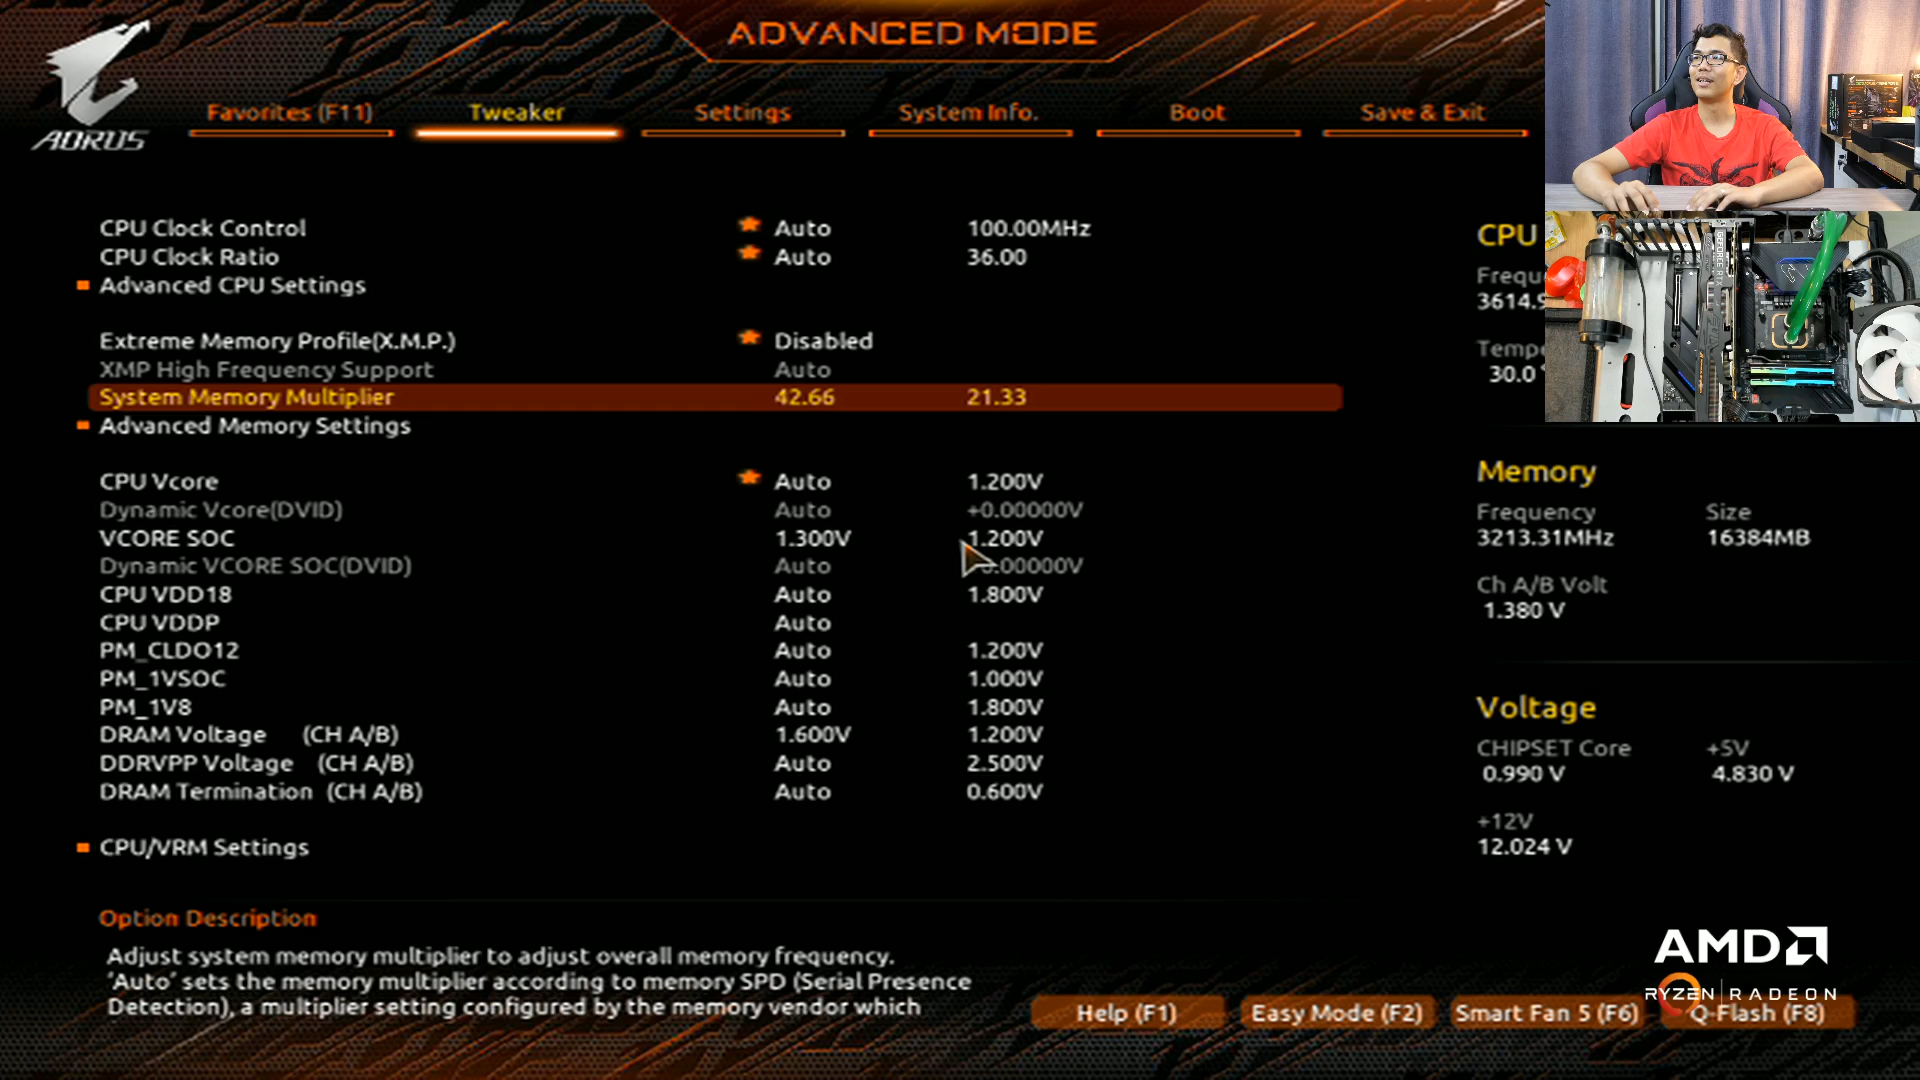 ADVANCED MODE
AORUS
Favorites (F11) Tweaker Settings System Info. Boot Save & Exit
CPU Clock Control Auto 100.00MHz
CPU Clock Ratio Auto 36.00
Advanced CPU Settings
Extreme Memory Profile(X.M.P.) Disabled
XMP High Frequency Support Auto
System Memory Multiplier 42.66 21.33
Advanced Memory Settings
CPU Vcore Auto 1.200V
Dynamic Vcore(DVID) Auto +0.00000V
VCORE SOC 1.300V 1.200V
Dynamic VCORE SOC(DVID) Auto .00000V
CPU VDD18 Auto 1.800V
CPU VDDP Auto
PM_CLDO12 Auto 1.200V
PM_1VSOC Auto 1.000V
PM_1V8 Auto 1.800V
DRAM Voltage (CH A/B) 1.600V 1.200V
DDRVPP Voltage (CH A/B) Auto 2.500V
DRAM Termination (CH A/B) Auto 0.600V
CPU/VRM Settings
Option Description
Adjust system memory multiplier to adjust overall memory frequency.
'Auto' sets the memory multiplier according to memory SPD (Serial Presence
Detection), a multiplier setting configured by the memory vendor which
CPU
Frequ
3614.9
Tempe
30.0
Memory
Frequency Size
3213.31MHz 16384MB
Ch A/B Volt
1.380 V
Voltage
CHIPSET Core +5V
0.990 V 4.830 V
+12V
12.024 V
AMD
RYZEN | RADEON
Help (F1) Easy Mode (F2) Smart Fan 5 (F6) Q-Flash (F8)
GEFORCE RTX